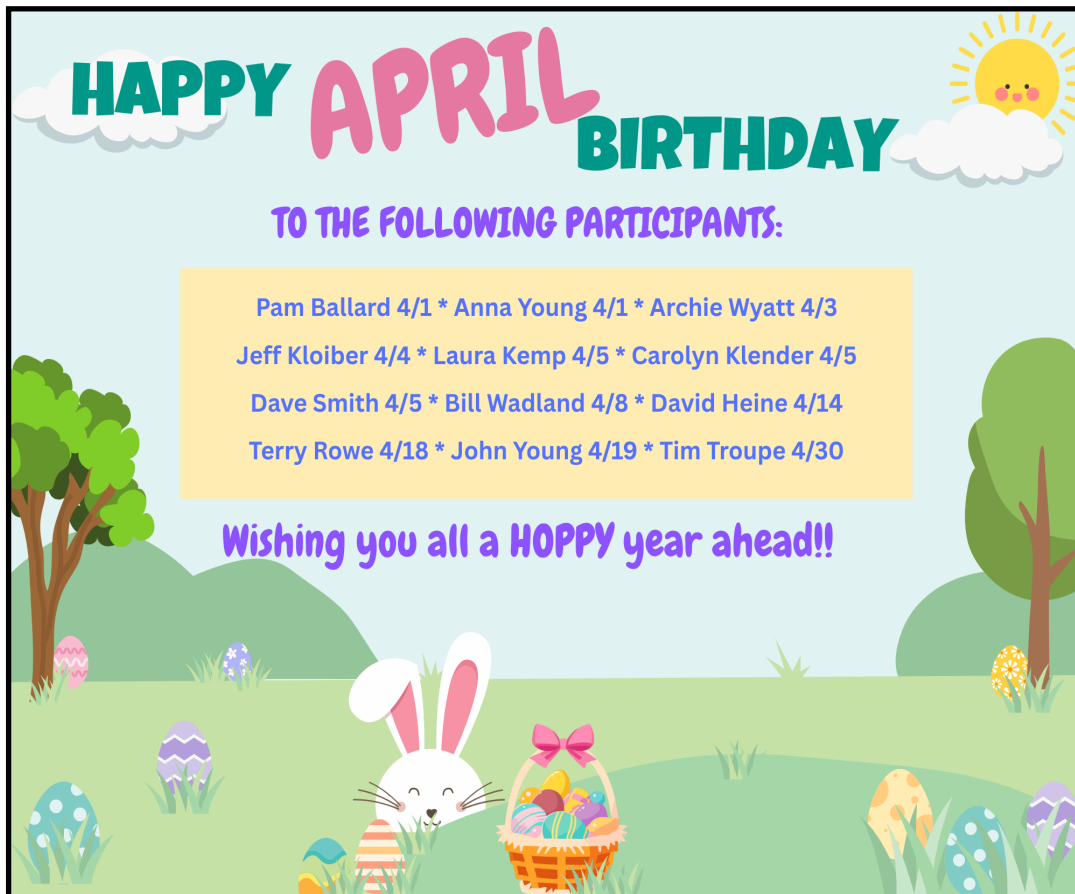 HAPPY APRIL BIRTHDAY
TO THE FOLLOWING PARTICIPANTS:
Pam Ballard 4/1 * Anna Young 4/1 * Archie Wyatt 4/3
Jeff Kloiber 4/4 * Laura Kemp 4/5 * Carolyn Klender 4/5
Dave Smith 4/5 * Bill Wadland 4/8 * David Heine 4/14
Terry Rowe 4/18 * John Young 4/19 * Tim Troupe 4/30
Wishing you all a HOPPY year ahead!!